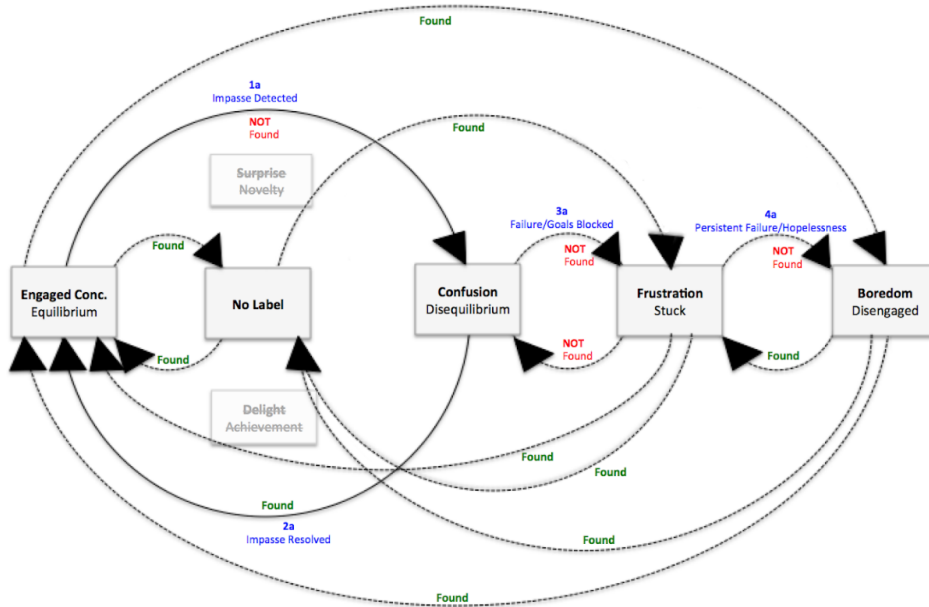 Found
1a
Impasse Detected
NOT
Found
Found
Surprise
Novelty
3a
Failure/Goals Blocked
4a
Persistent Failure/Hopelessness
Found
NOT
Found
NOT
Found
Engaged Conc.
Equilibrium
No Label
Confusion
Disequilibrium
Frustration
Stuck
Boredom
Disengaged
Found
NOT
Found
Found
Delight
Achievement
Found
Found
Found
2a
Impasse Resolved
Found
Found